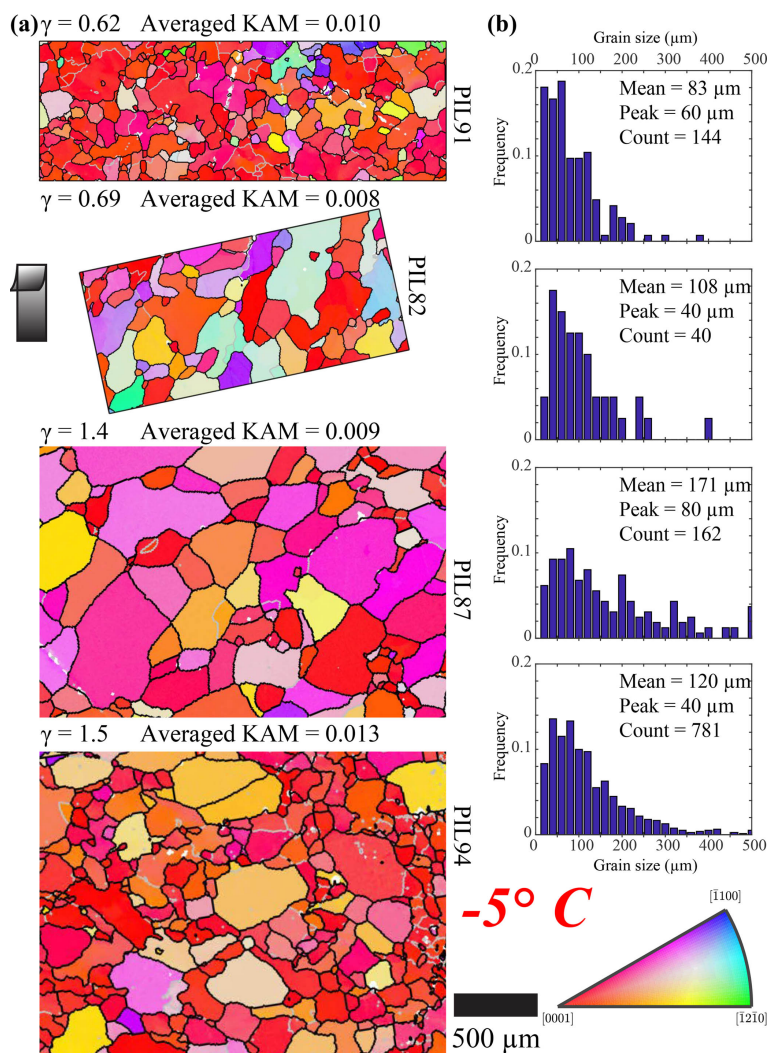 (a) γ = 0.62 Averaged KAM = 0.010
PIL91
γ = 0.69 Averaged KAM = 0.008
PIL82
γ = 1.4 Averaged KAM = 0.009
PIL87
γ = 1.5 Averaged KAM = 0.013
PIL94
(b)
Grain size (µm)
0 100 200 300 400 500
0.2
0.1
0
Frequency
Mean = 83 µm
Peak = 60 µm
Count = 144
0.2
0.1
0
Frequency
Mean = 108 µm
Peak = 40 µm
Count = 40
0.2
0.1
0
Frequency
Mean = 171 µm
Peak = 80 µm
Count = 162
0.2
0.1
0
Frequency
Mean = 120 µm
Peak = 40 µm
Count = 781
0 100 200 300 400 500
Grain size (µm)
-5° C
500 µm
[1̄100]
[0001]
[1̄21̄0]